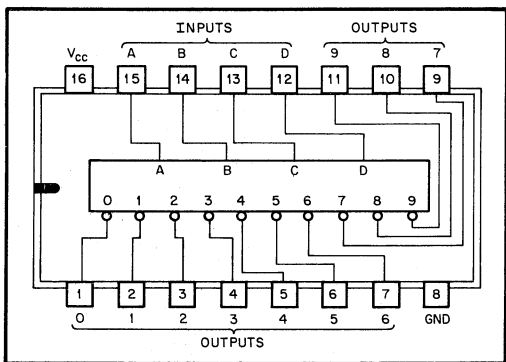 INPUTS OUTPUTS
VCC A B C D 9 8 7
16 15 14 13 12 11 10 9
A B C D
0 1 2 3 4 5 6 7 8 9
1 2 3 4 5 6 7 8
0 1 2 3 4 5 6 GND
OUTPUTS